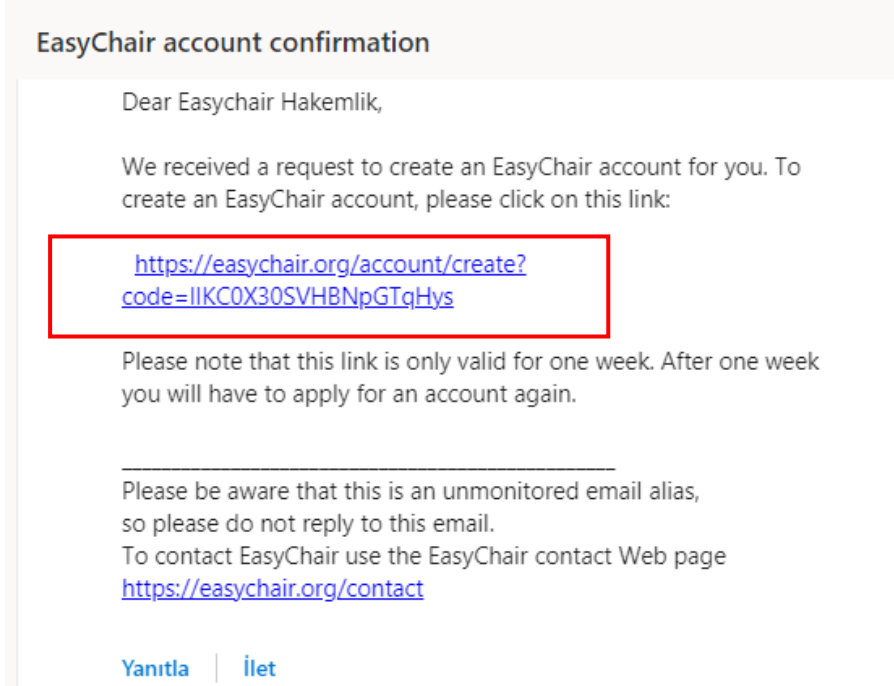 EasyChair account confirmation
Dear Easychair Hakemlik,
We received a request to create an EasyChair account for you. To
create an EasyChair account, please click on this link:
https://easychair.org/account/create?
code=IIKC0X30SVHBNpGTqHys
Please note that this link is only valid for one week. After one week
you will have to apply for an account again.
__________________________________________________
Please be aware that this is an unmonitored email alias,
so please do not reply to this email.
To contact EasyChair use the EasyChair contact Web page
https://easychair.org/contact
Yanıtla | İlet